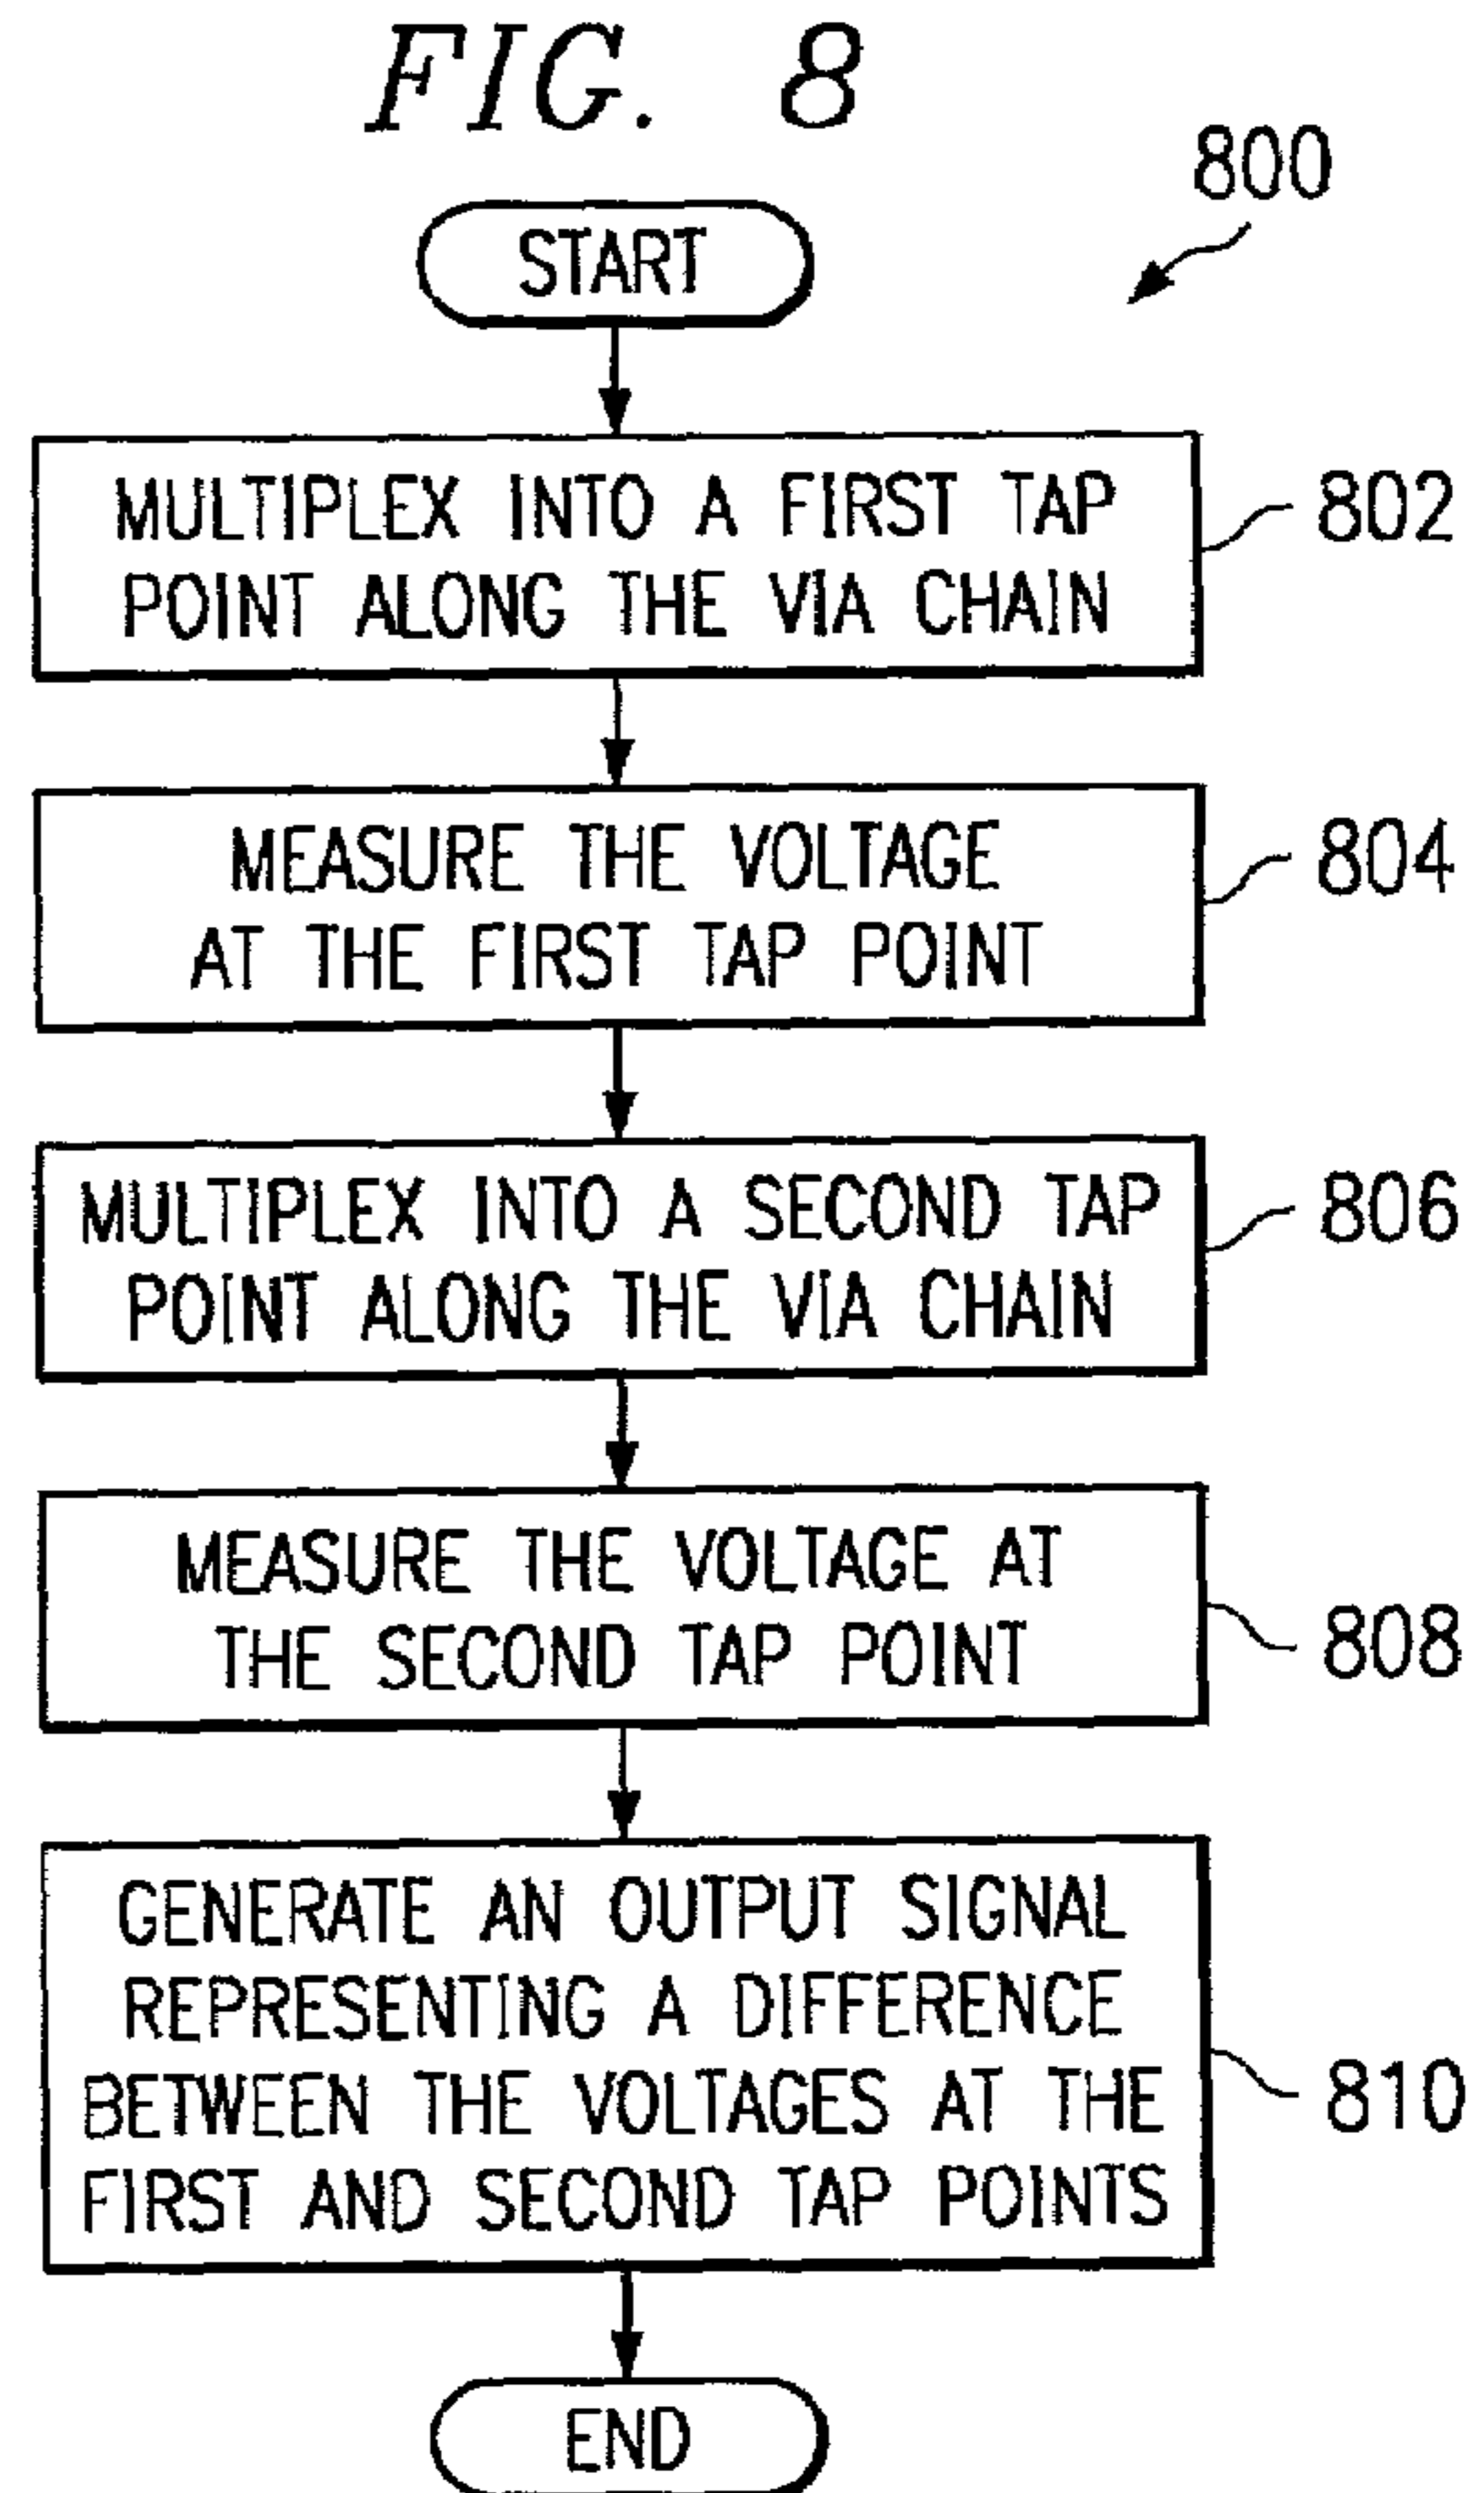 FIG. 8
800
START
MULTIPLEX INTO A FIRST TAP
POINT ALONG THE VIA CHAIN
802
MEASURE THE VOLTAGE
AT THE FIRST TAP POINT
804
MULTIPLEX INTO A SECOND TAP
POINT ALONG THE VIA CHAIN
806
MEASURE THE VOLTAGE AT
THE SECOND TAP POINT
808
GENERATE AN OUTPUT SIGNAL
REPRESENTING A DIFFERENCE
BETWEEN THE VOLTAGES AT THE
FIRST AND SECOND TAP POINTS
810
END